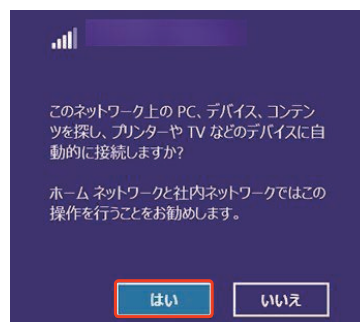 このネットワーク上の PC、デバイス、コンテン
ツを探し、プリンターや TV などのデバイスに自
動的に接続しますか?
ホーム ネットワークと社内ネットワークではこの
操作を行うことをお勧めします。
はい
いいえ